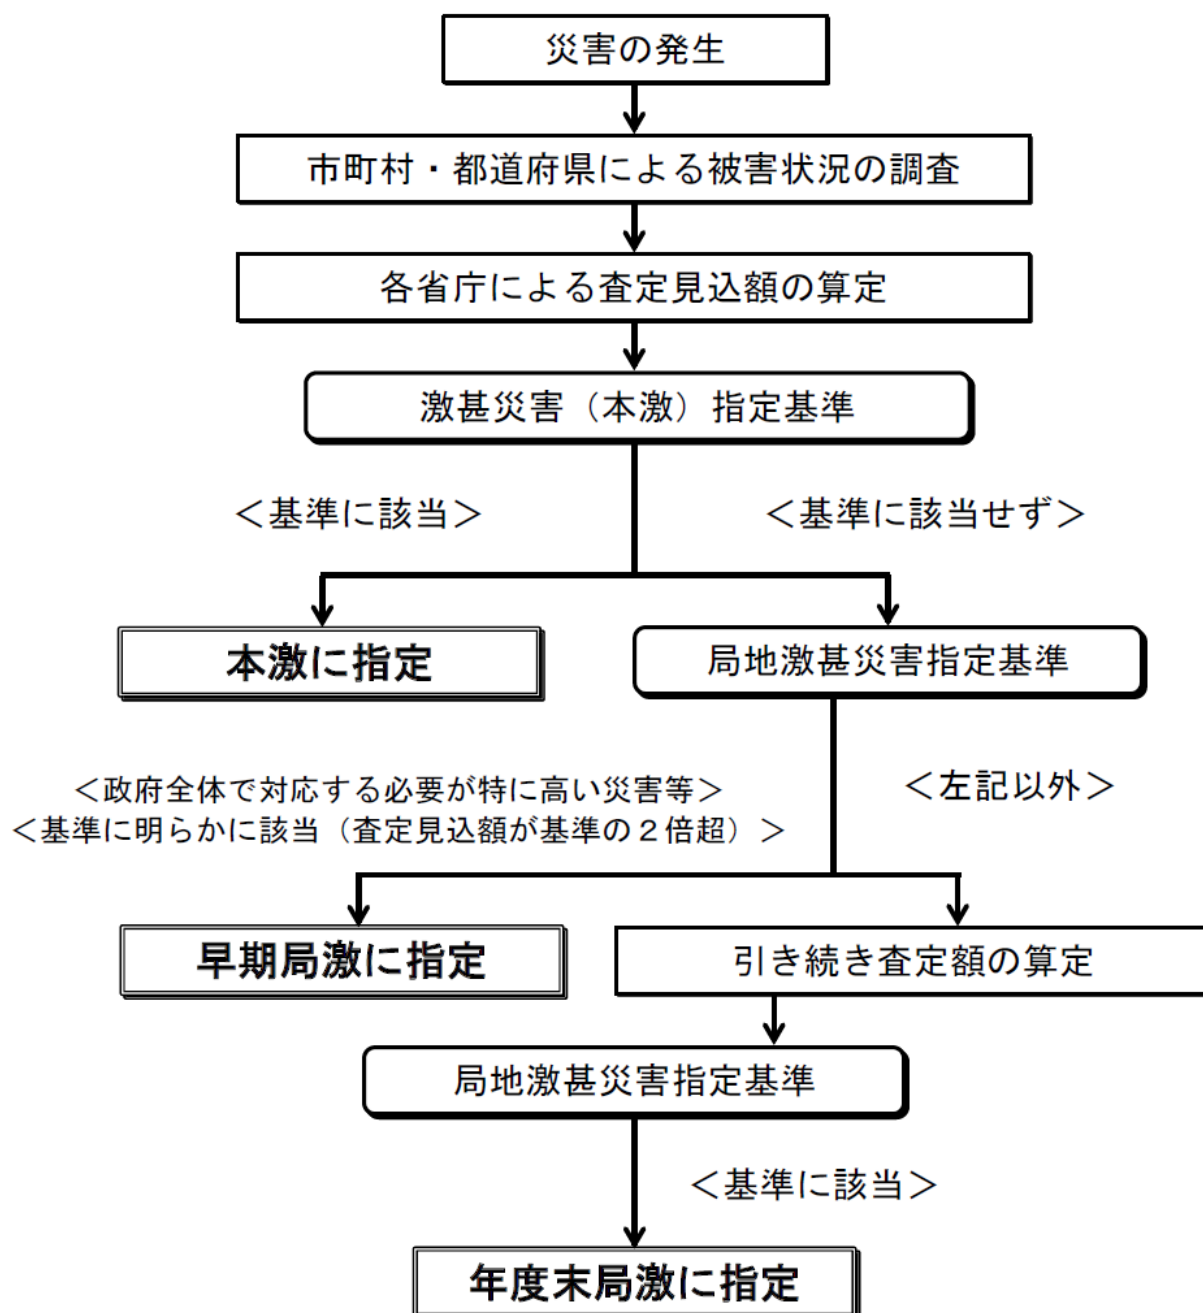 災害の発生
市町村・都道府県による被害状況の調査
各省庁による査定見込額の算定
激甚災害（本激）指定基準
＜基準に該当＞
＜基準に該当せず＞
本激に指定
局地激甚災害指定基準
＜政府全体で対応する必要が特に高い災害等＞
＜基準に明らかに該当（査定見込額が基準の２倍超）＞
＜左記以外＞
早期局激に指定
引き続き査定額の算定
局地激甚災害指定基準
＜基準に該当＞
年度末局激に指定